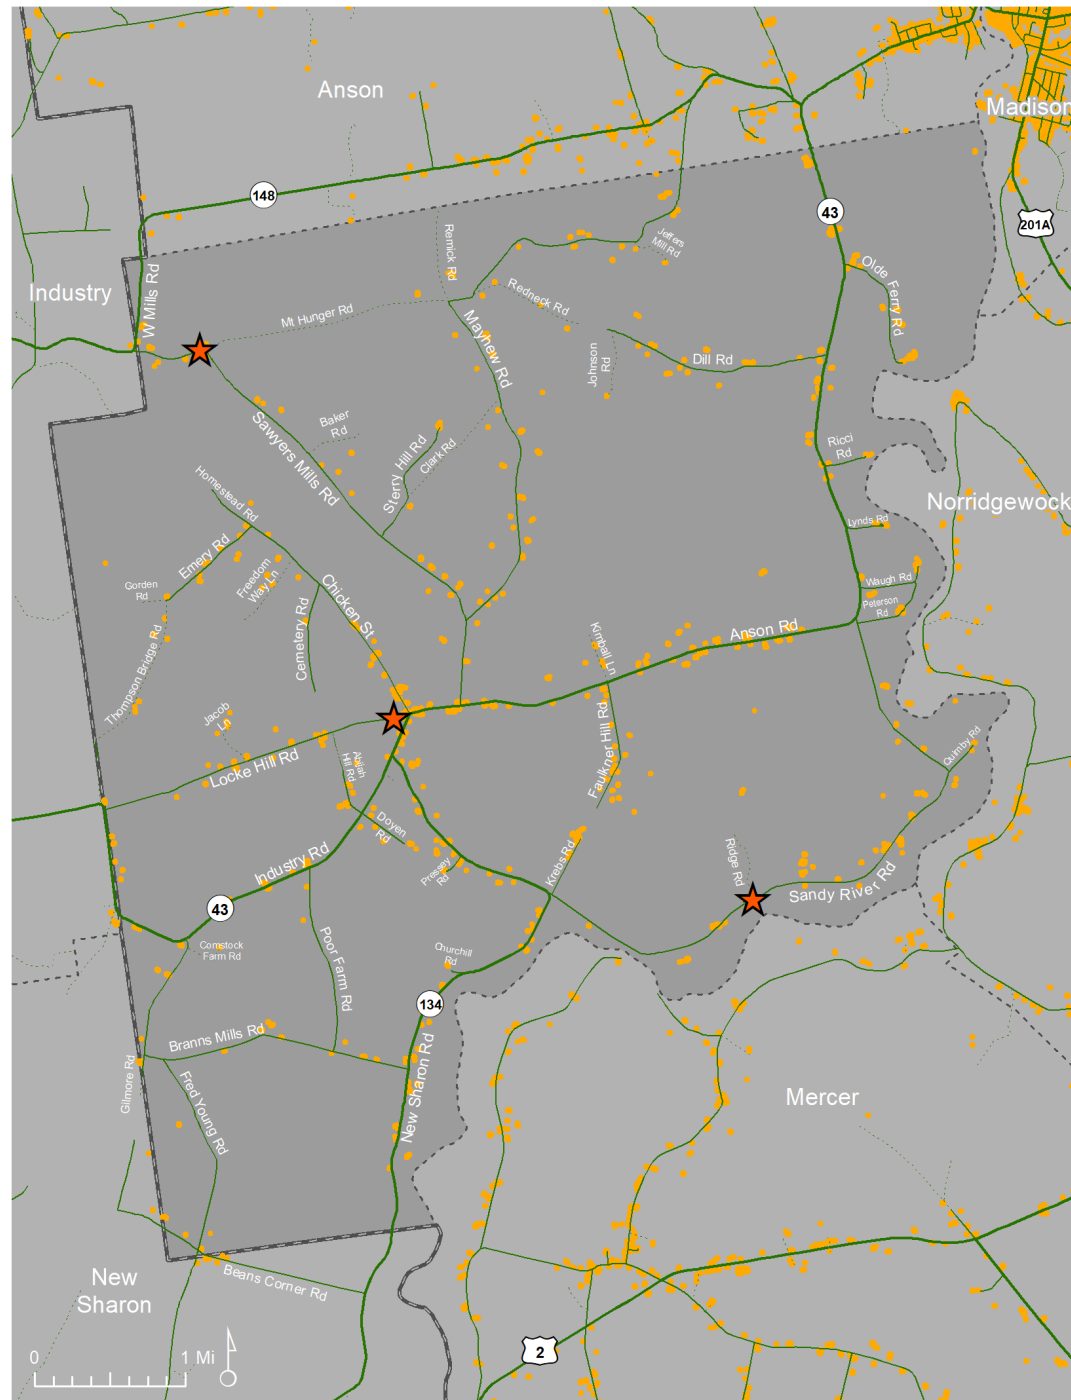 Anson
Madison
148
43
201A
Remick Rd
Jeffers
Mill Rd
Olde Ferry Rd
W Mills Rd
Industry
Redneck Rd
Mt Hunger Rd
Mayhew Rd
Johnson
Rd
Dill Rd
Sawyers Mills Rd
Baker
Rd
Sterry Hill Rd
Clark Rd
Ricci
Rd
Homestead Rd
Norridgewock
Lynds Rd
Emery Rd
Freedom
Way Ln
Gorden
Rd
Chicken St
Waugh Rd
Peterson
Rd
Cemetery Rd
Kimball Ln
Anson Rd
Thompson Bridge Rd
Jacob
Ln
Faulkner Hill Rd
Quimby Rd
Locke Hill Rd
Abijah
Hill Rd
Doyen
Rd
Industry Rd
Pressey
Rd
Krebs Rd
Ridge Rd
Sandy River Rd
43
Comstock
Farm Rd
Poor Farm Rd
Churchill
Rd
134
Branns Mills Rd
New Sharon Rd
Gilmore Rd
Fred Young Rd
Mercer
New
Sharon
Beans Corner Rd
2
0
1 Mi